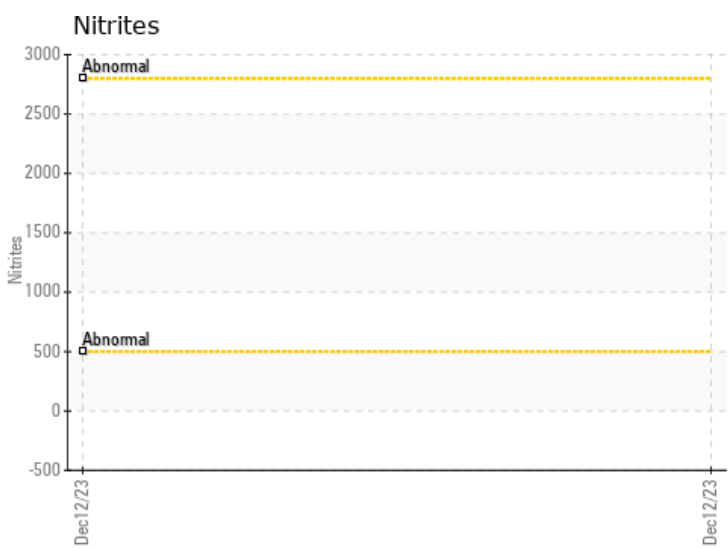 Nitrites
3000
Abnormal
2500
2000
1500
Nitrites
1000
Abnormal
500
0
-500
Dec12/23
Dec12/23